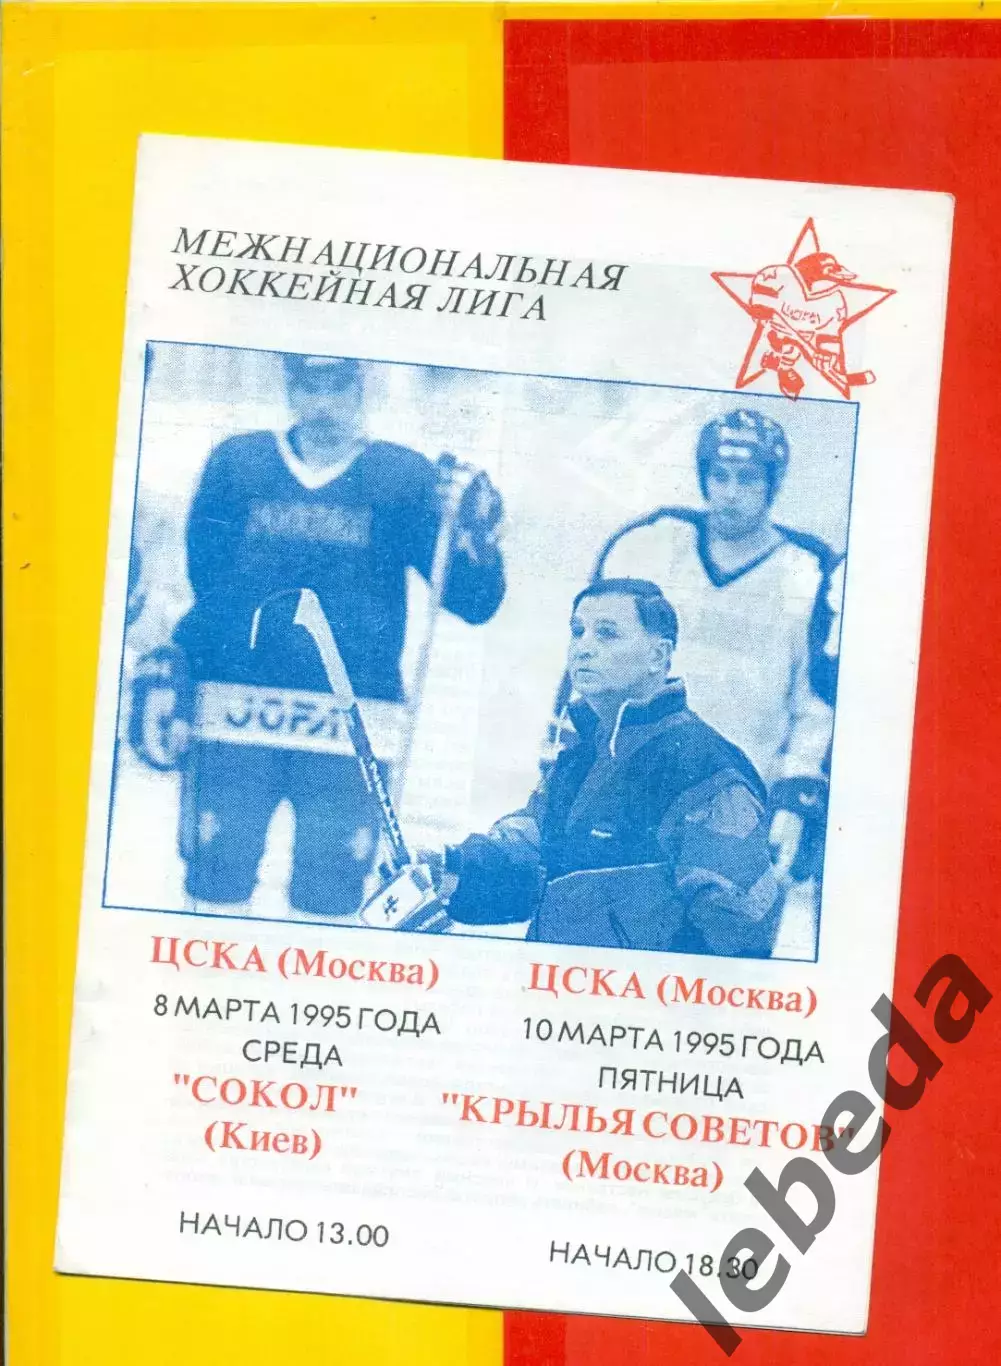 МЕЖНАЦИОНАЛЬНАЯ
ХОККЕЙНАЯ ЛИГА
JOFA
ЦСКА (Москва)
8 МАРТА 1995 ГОДА
СРЕДА
"СОКОЛ"
(Киев)
НАЧАЛО 13.00
ЦСКА (Москва)
10 МАРТА 1995 ГОДА
ПЯТНИЦА
"КРЫЛЬЯ СОВЕТОВ"
(Москва)
НАЧАЛО 18.30
lebeda